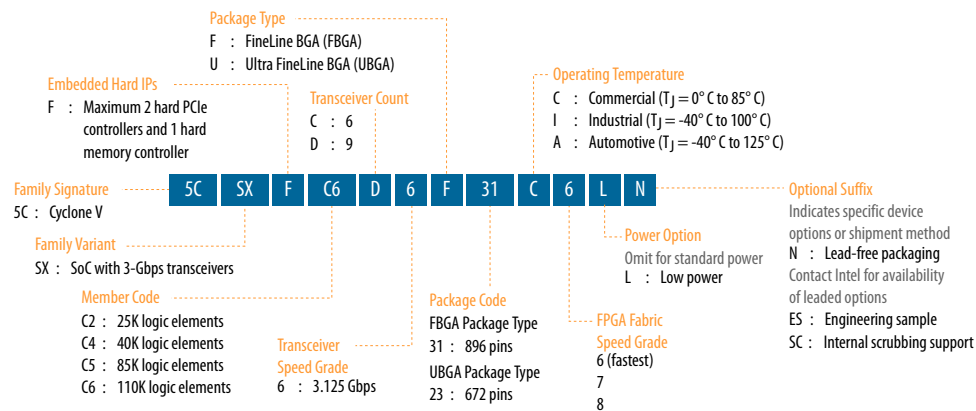 Package Type
F : FineLine BGA (FBGA)
U : Ultra FineLine BGA (UBGA)
Embedded Hard IPs
F : Maximum 2 hard PCIe
controllers and 1 hard
memory controller
Transceiver Count
C : 6
D : 9
Operating Temperature
C : Commercial (TJ = 0° C to 85° C)
I : Industrial (TJ = -40° C to 100° C)
A : Automotive (TJ = -40° C to 125° C)
5C SX F C6 D 6 F 31 C 6 L N
Family Signature
5C : Cyclone V
Family Variant
SX : SoC with 3-Gbps transceivers
Member Code
C2 : 25K logic elements
C4 : 40K logic elements
C5 : 85K logic elements
C6 : 110K logic elements
Transceiver
Speed Grade
6 : 3.125 Gbps
Package Code
FBGA Package Type
31 : 896 pins
UBGA Package Type
23 : 672 pins
FPGA Fabric
Speed Grade
6 (fastest)
7
8
Power Option
Omit for standard power
L : Low power
Optional Suffix
Indicates specific device
options or shipment method
N : Lead-free packaging
Contact Intel for availability
of leaded options
ES : Engineering sample
SC : Internal scrubbing support